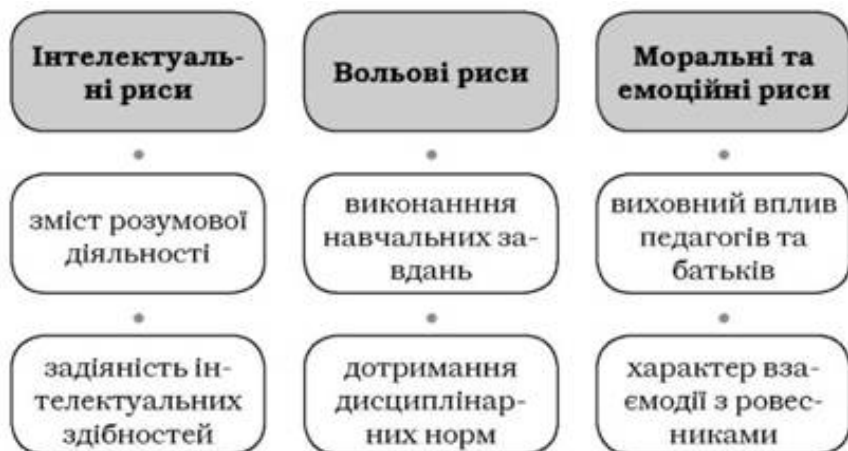 Інтелектуаль-
ні риси
зміст розумової
діяльності
задіяність ін-
телектуальних
здібностей
Вольові риси
виконанння
навчальних за-
вдань
дотримання
дисциплінар-
них норм
Моральні та
емоційні риси
виховний вплив
педагогів та
батьків
характер вза-
ємодії з ровес-
никами